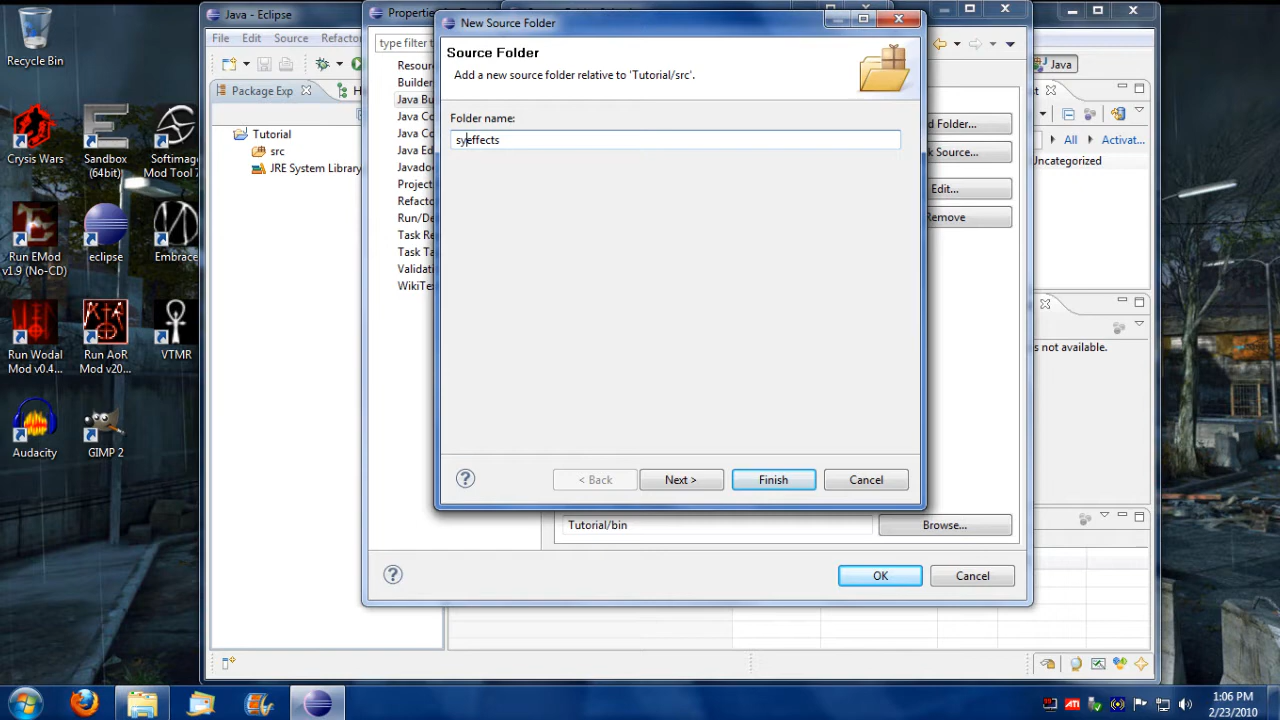 Recycle Bin
Crysis Wars
Sandbox (64bit)
Softimage Mod Tool 7
Run EMod v1.9 (No-CD)
eclipse
Embrace
Run Wodal Mod v0.4...
Run AoR Mod v20...
VTMR
Audacity
GIMP 2
Java - Eclipse
File Edit Source Refactor
Package Exp
Tutorial
src
JRE System Library
Properties
type filter t
Resour
Builder
Java Bu
Java Co
Java Co
Java Ed
Javado
Project
Refacto
Run/De
Task Re
Task Ta
Validati
WikiTex
New Source Folder
Source Folder
Add a new source folder relative to 'Tutorial/src'.
Folder name:
syeffects
< Back
Next >
Finish
Cancel
d Folder...
k Source...
Edit...
Remove
Tutorial/bin
Browse...
OK
Cancel
Java
All
Activat...
Uncategorized
s not available.
1:06 PM
2/23/2010